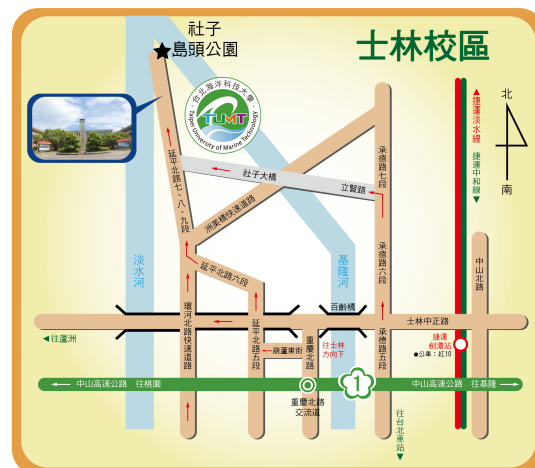 社子
島頭公園
士林校區
台北海洋科技大學
TUMT
Taipei University of Marine Technology
北
南
▲捷運淡水線
捷運中和線▼
延平北路七、八、九段
社子大橋
立賢路
承德路七段
洲美橋快速道路
淡水河
基隆河
延平北路六段
承德路六段
中山北路
百齡橋
士林中正路
◀往蘆洲
環河北路快速道路
延平北路五段
葫蘆東街
重慶北路
往士林
方向下
承德路五段
捷運
劍潭站
●公車：紅10
中山高速公路 往桃園
1
中山高速公路 往基隆
重慶北路
交流道
往台北車站▼